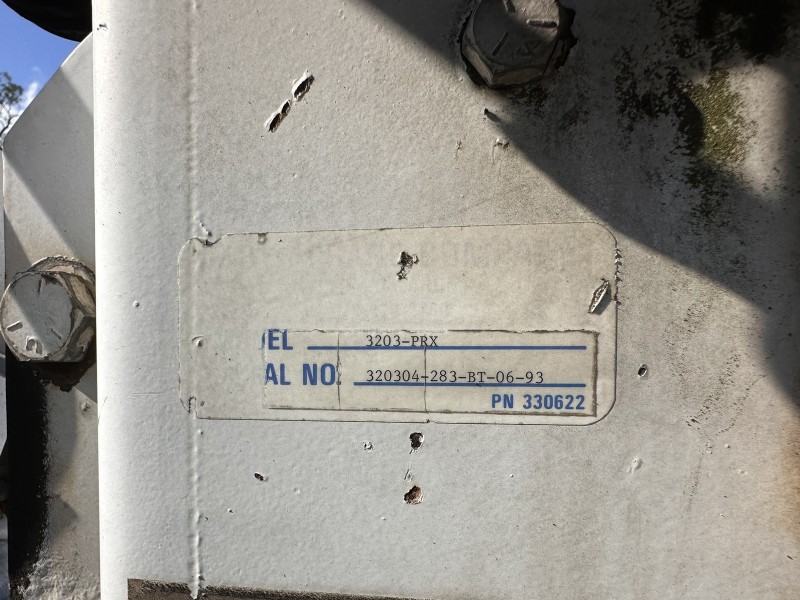 EL 3203-PRX
AL NO. 320304-283-BT-06-93
PN 330622